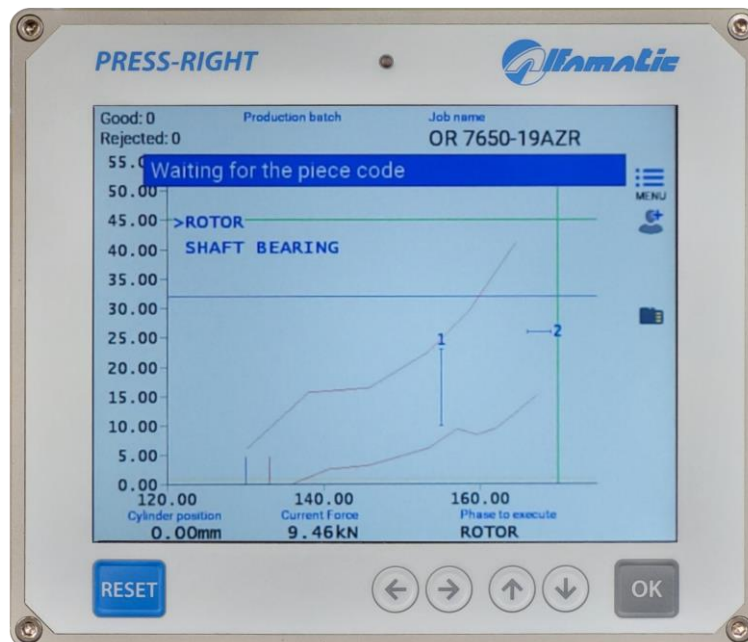 PRESS-RIGHT
Alfamatic
Good: 0
Production batch
Job name
Rejected: 0
OR 7650-19AZR
55.0
Waiting for the piece code
MENU
50.00
45.00
>ROTOR
40.00
SHAFT BEARING
35.00
30.00
25.00
1
2
20.00
15.00
10.00
5.00
0.00
120.00
140.00
160.00
Cylinder position
Current Force
Phase to execute
0.00mm
9.46kN
ROTOR
RESET
OK